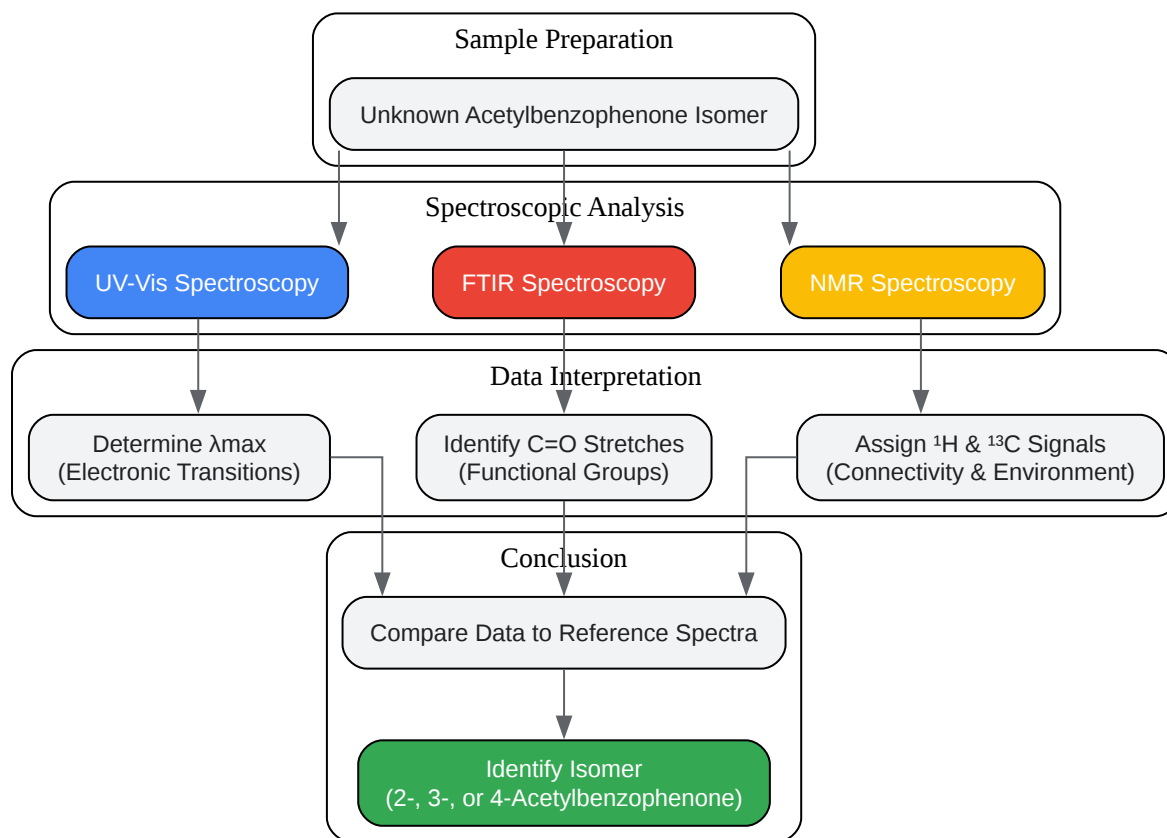 Sample Preparation
Unknown Acetylbenzophenone Isomer
Spectroscopic Analysis
UV-Vis Spectroscopy
FTIR Spectroscopy
NMR Spectroscopy
Data Interpretation
Determine λmax
(Electronic Transitions)
Identify C=O Stretches
(Functional Groups)
Assign ¹H & ¹³C Signals
(Connectivity & Environment)
Conclusion
Compare Data to Reference Spectra
Identify Isomer
(2-, 3-, or 4-Acetylbenzophenone)